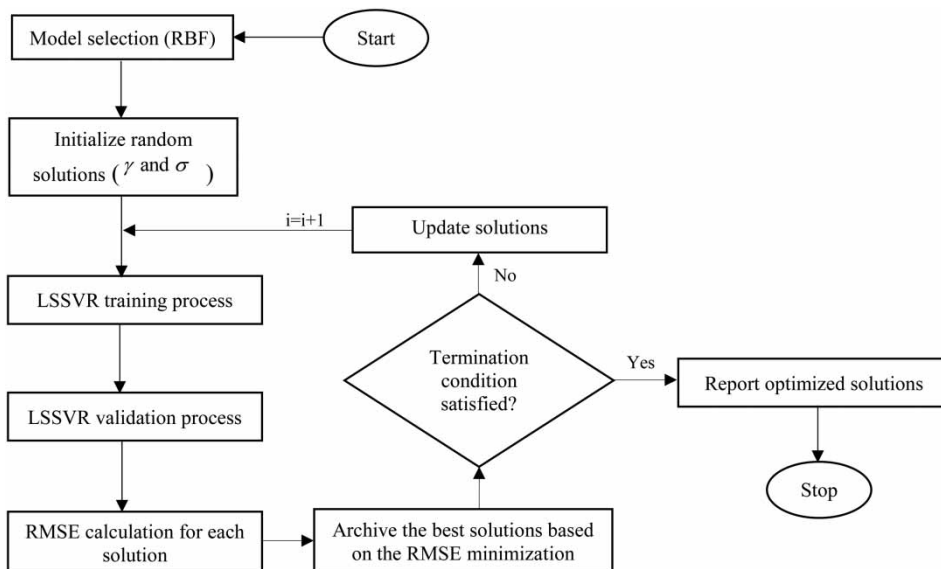 Start
Model selection (RBF)
Initialize random
solutions ( γ and σ )
i=i+1
Update solutions
No
LSSVR training process
Termination
condition
satisfied?
Yes
Report optimized solutions
LSSVR validation process
Stop
RMSE calculation for each
solution
Archive the best solutions based
on the RMSE minimization